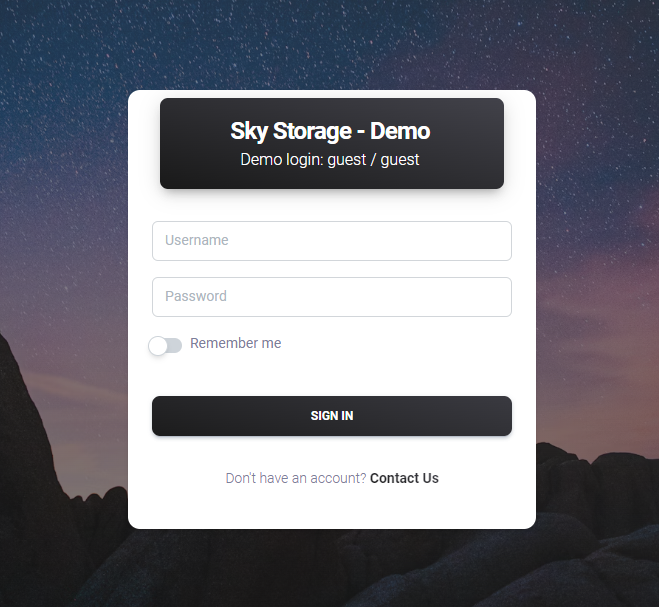 Sky Storage - Demo
Demo login: guest / guest
Username
Password
Remember me
SIGN IN
Don't have an account? Contact Us